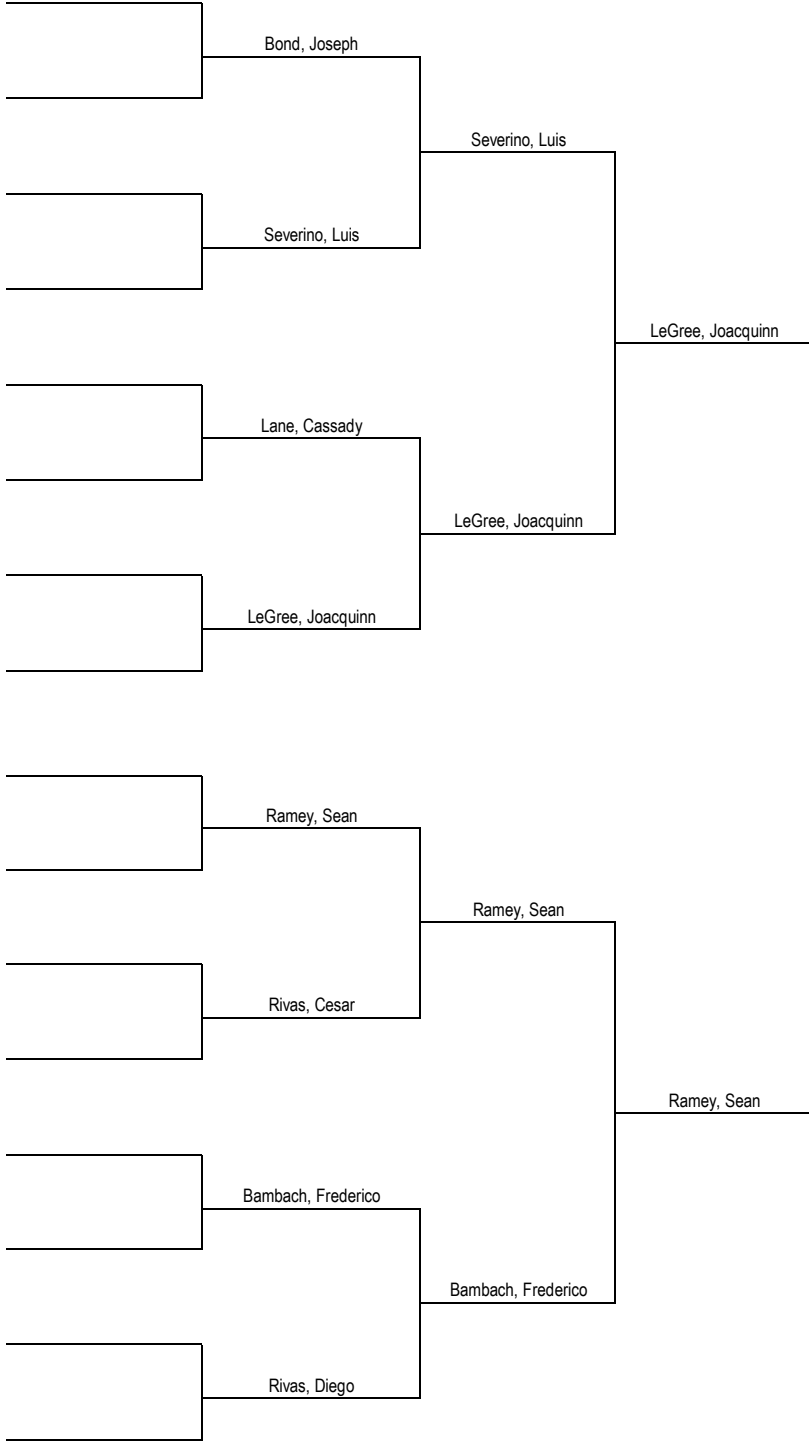 Bond, Joseph
Severino, Luis
Severino, Luis
LeGree, Joacquinn
Lane, Cassady
LeGree, Joacquinn
LeGree, Joacquinn
Ramey, Sean
Ramey, Sean
Rivas, Cesar
Ramey, Sean
Bambach, Frederico
Bambach, Frederico
Rivas, Diego